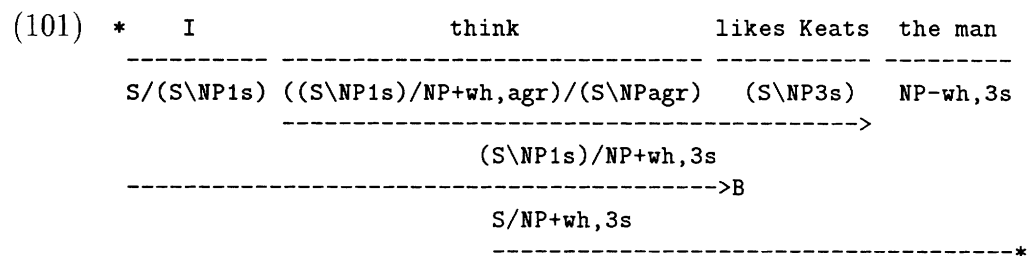 (101) * I think likes Keats the man
---------- ------------------------------ ----------- ---------
S/(S\NP1s) ((S\NP1s)/NP+wh,agr)/(S\NPagr) (S\NP3s) NP-wh,3s
----------------------------------------->
(S\NP1s)/NP+wh,3s
------------------------------------------>B
S/NP+wh,3s
-------------------------------------*